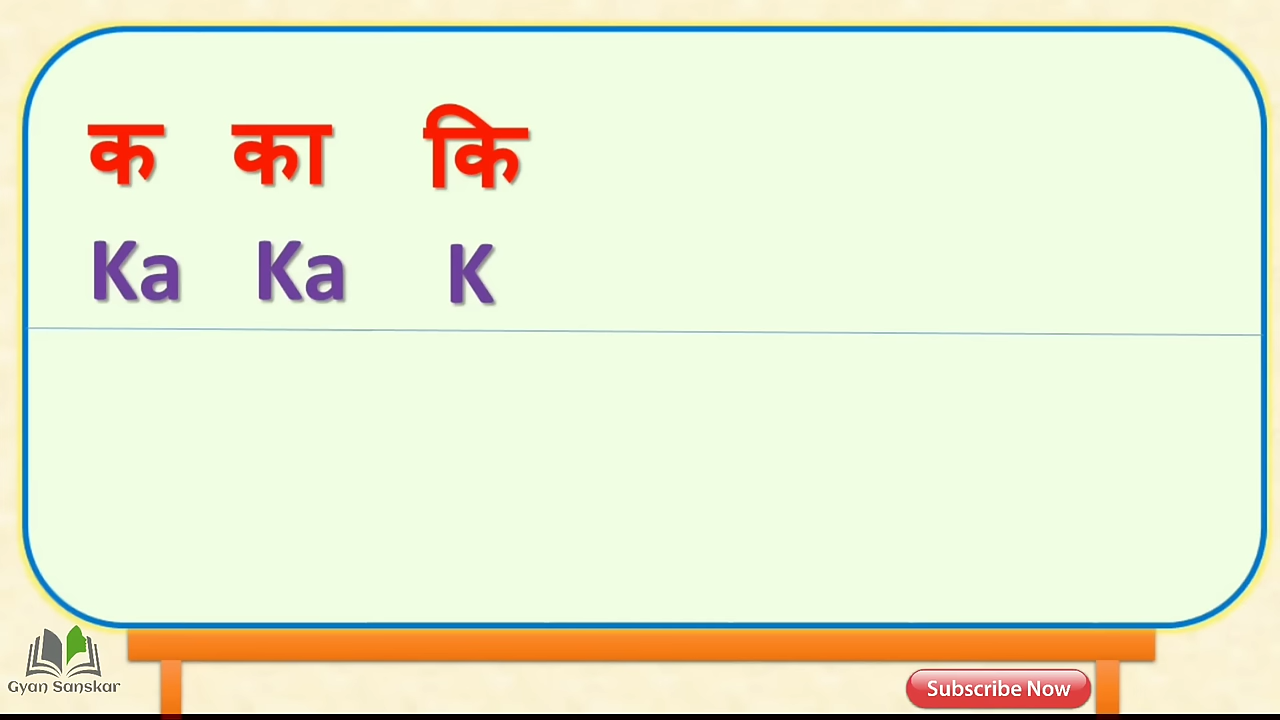 क का कि
Ka Ka K
Gyan Sanskar
Subscribe Now